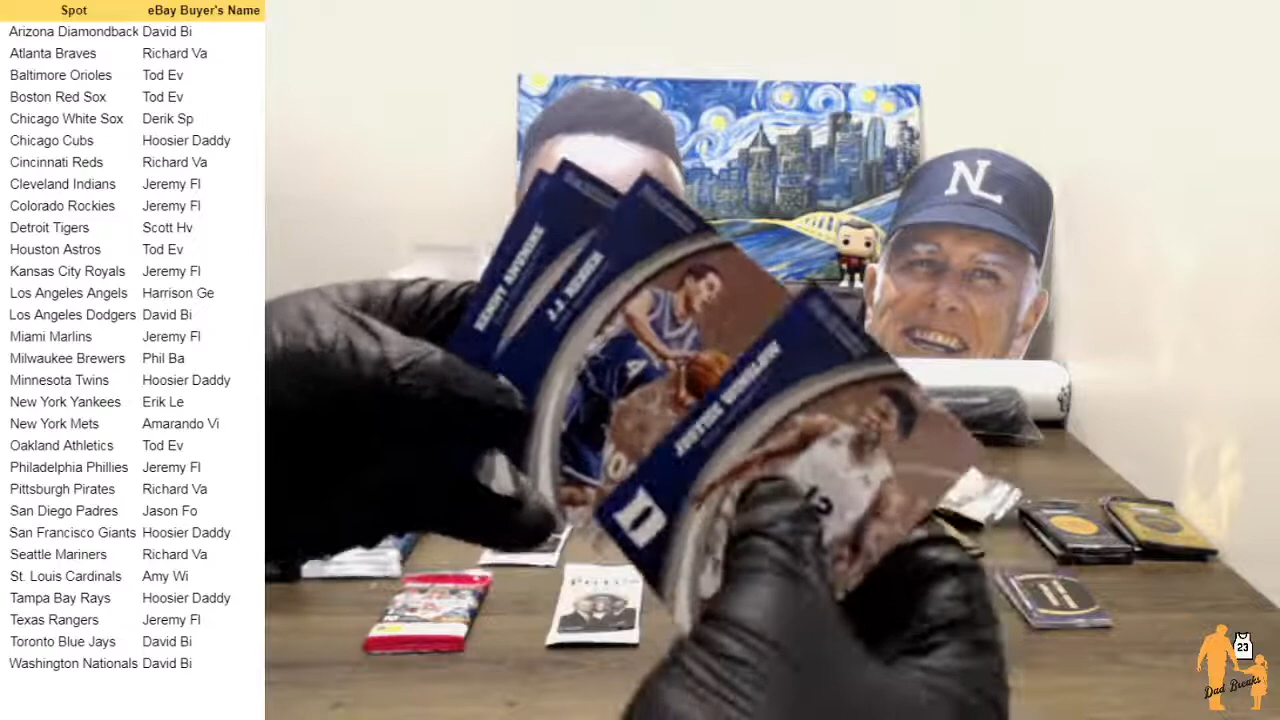 Spot eBay Buyer's Name
Arizona Diamondback David Bi
Atlanta Braves Richard Va
Baltimore Orioles Tod Ev
Boston Red Sox Tod Ev
Chicago White Sox Derik Sp
Chicago Cubs Hoosier Daddy
Cincinnati Reds Richard Va
Cleveland Indians Jeremy Fl
Colorado Rockies Jeremy Fl
Detroit Tigers Scott Hv
Houston Astros Tod Ev
Kansas City Royals Jeremy Fl
Los Angeles Angels Harrison Ge
Los Angeles Dodgers David Bi
Miami Marlins Jeremy Fl
Milwaukee Brewers Phil Ba
Minnesota Twins Hoosier Daddy
New York Yankees Erik Le
New York Mets Amarando Vi
Oakland Athletics Tod Ev
Philadelphia Phillies Jeremy Fl
Pittsburgh Pirates Richard Va
San Diego Padres Jason Fo
San Francisco Giants Hoosier Daddy
Seattle Mariners Richard Va
St. Louis Cardinals Amy Wi
Tampa Bay Rays Hoosier Daddy
Texas Rangers Jeremy Fl
Toronto Blue Jays David Bi
Washington Nationals David Bi
NL
J.J. REDICK
JUSTISE WINSLOW
D
23
Dad Breaks